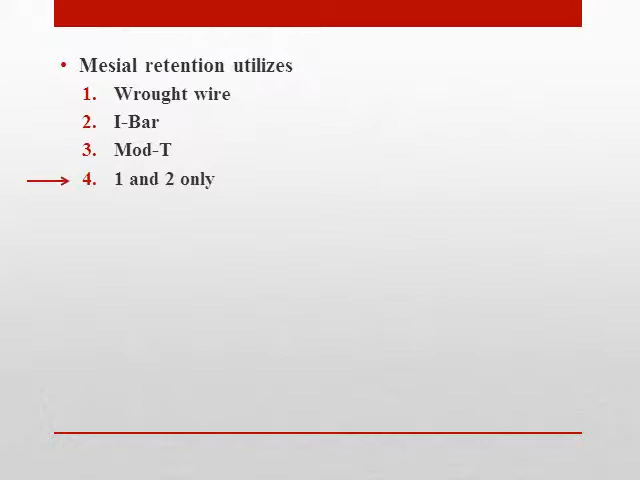 • Mesial retention utilizes
1. Wrought wire
2. I-Bar
3. Mod-T
4. 1 and 2 only